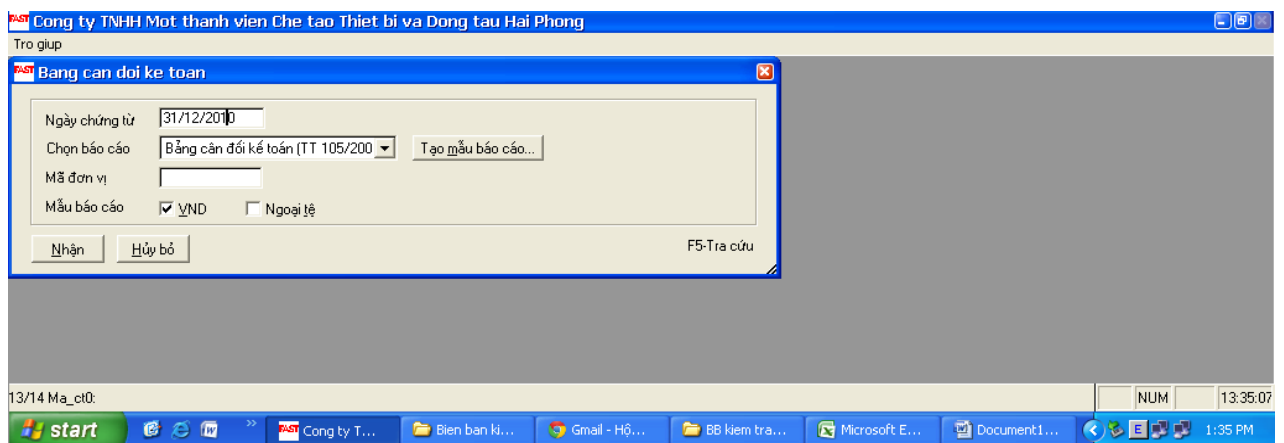 FAST Cong ty TNHH Mot thanh vien Che tao Thiet bi va Dong tau Hai Phong
Tro giup
FAST Bang can doi ke toan
Ngày chứng từ 31/12/2010
Chọn báo cáo Bảng cân đối kế toán (TT 105/200 Tạo mẫu báo cáo...
Mã đơn vị
Mẫu báo cáo VND Ngoại tệ
Nhận Hủy bỏ F5-Tra cứu
13/14 Ma_ct0: NUM 13:35:07
start W » FAST Cong ty T... Bien ban ki... Gmail - Hộ... BB kiem tra... Microsoft E... Document1... E 1:35 PM